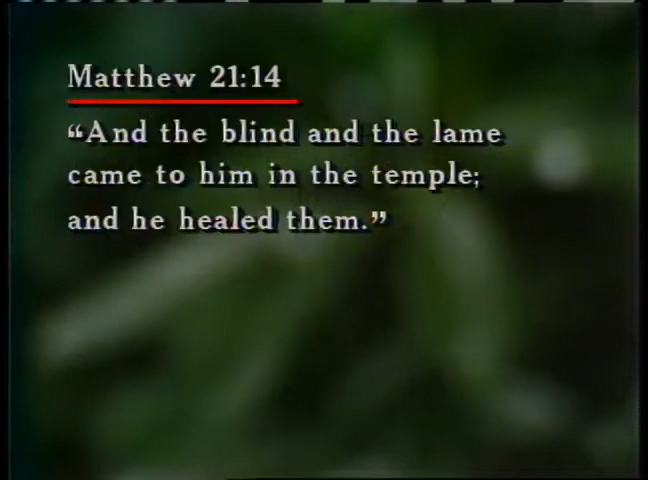 Matthew 21:14
“And the blind and the lame
came to him in the temple;
and he healed them.”